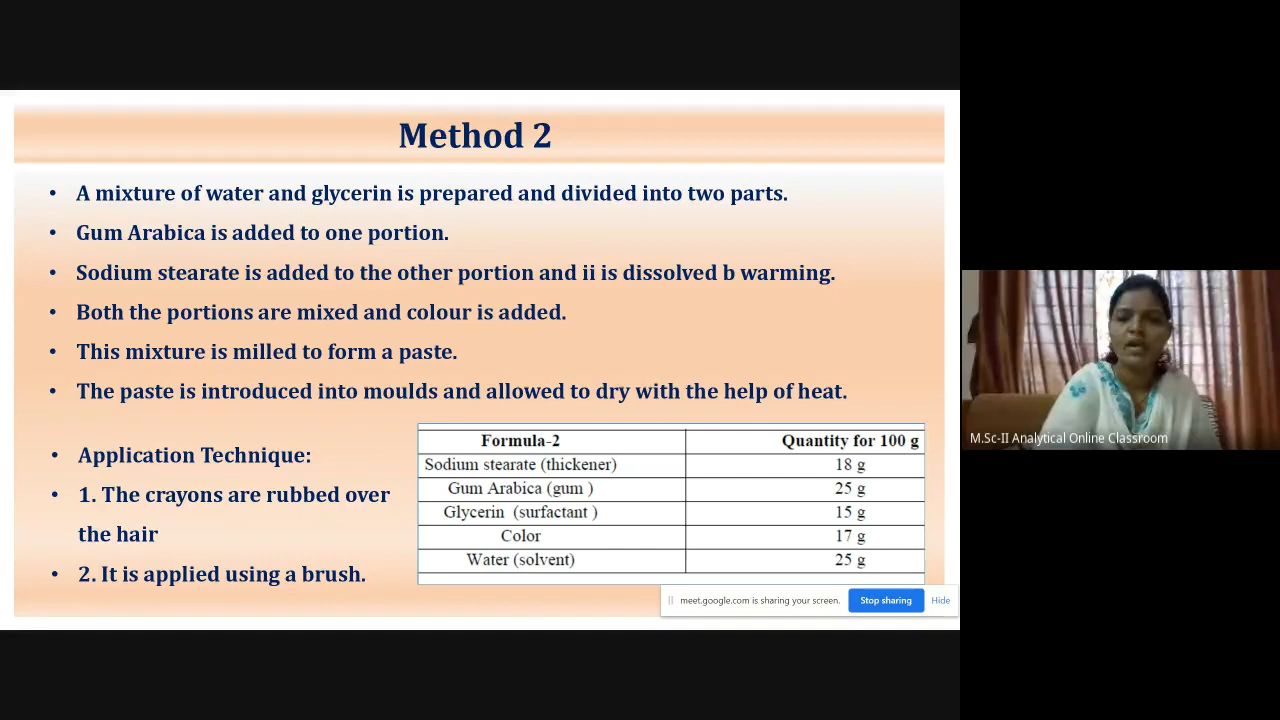 Method 2
• A mixture of water and glycerin is prepared and divided into two parts.
• Gum Arabica is added to one portion.
• Sodium stearate is added to the other portion and ii is dissolved b warming.
• Both the portions are mixed and colour is added.
• This mixture is milled to form a paste.
• The paste is introduced into moulds and allowed to dry with the help of heat.
• Application Technique:
• 1. The crayons are rubbed over
the hair
• 2. It is applied using a brush.
Formula-2 Quantity for 100 g
Sodium stearate (thickener) 18 g
Gum Arabica (gum ) 25 g
Glycerin (surfactant ) 15 g
Color 17 g
Water (solvent) 25 g
meet.google.com is sharing your screen. Stop sharing Hide
M.Sc-II Analytical Online Classroom